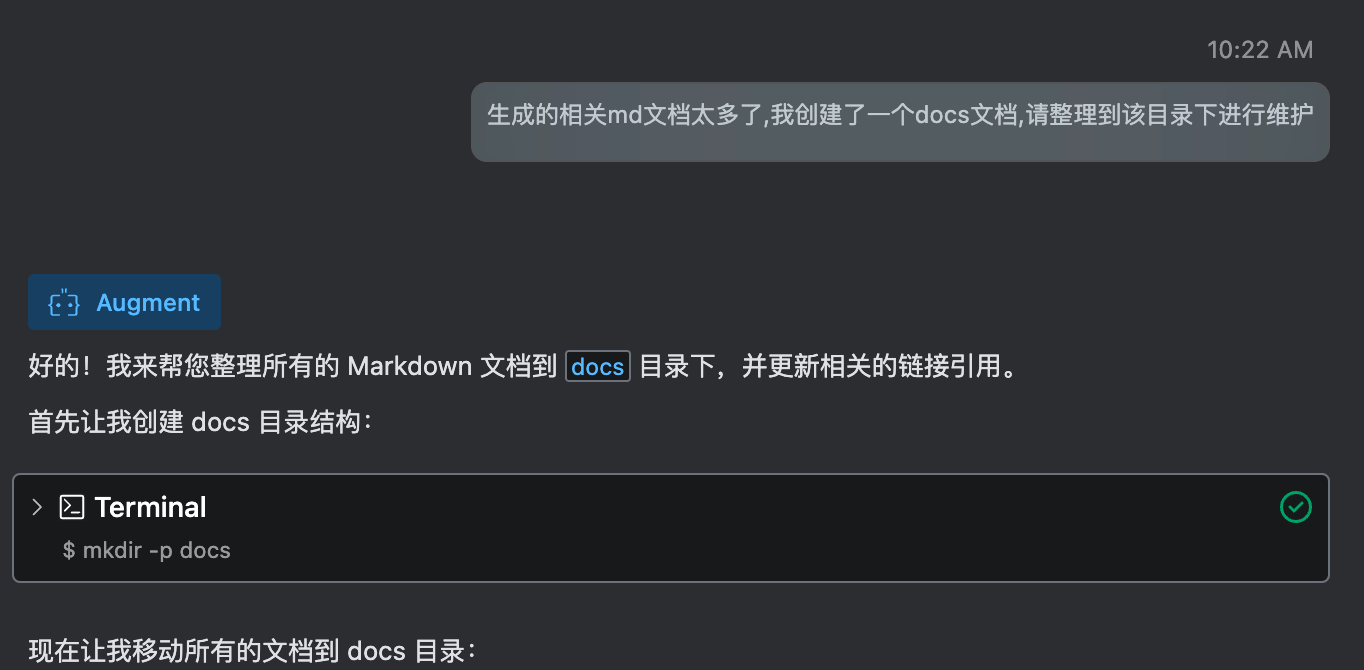 10:22 AM
生成的相关md文档太多了,我创建了一个docs文档,请整理到该目录下进行维护
Augment
好的！我来帮您整理所有的 Markdown 文档到 docs 目录下，并更新相关的链接引用。
首先让我创建 docs 目录结构：
Terminal
$ mkdir -p docs
现在让我移动所有的文档到 docs 目录：